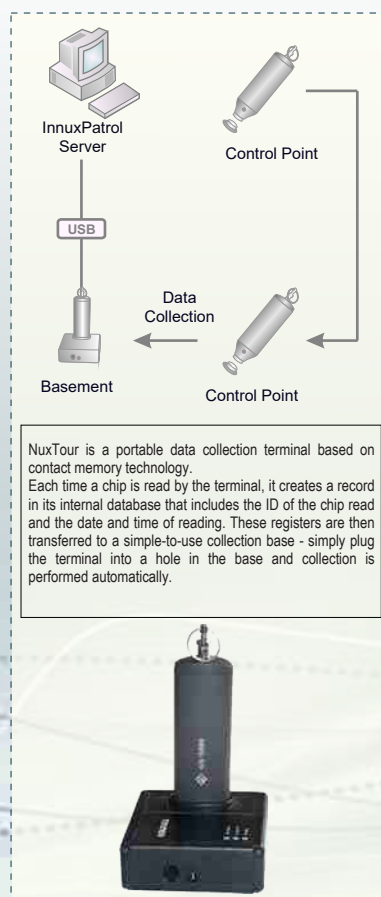 InnuxPatrol
Server
Control Point
USB
Data
Collection
Basement
Control Point
NuxTour is a portable data collection terminal based on
contact memory technology.
Each time a chip is read by the terminal, it creates a record
in its internal database that includes the ID of the chip read
and the date and time of reading. These registers are then
transferred to a simple-to-use collection base - simply plug
the terminal into a hole in the base and collection is
performed automatically.